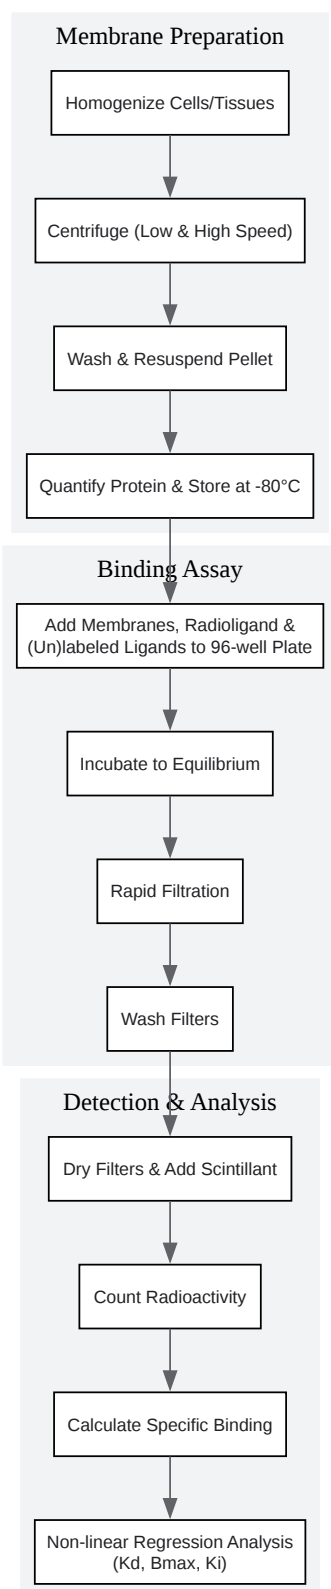 Membrane Preparation
Homogenize Cells/Tissues
Centrifuge (Low & High Speed)
Wash & Resuspend Pellet
Quantify Protein & Store at -80°C
Binding Assay
Add Membranes, Radioligand &
(Un)labeled Ligands to 96-well Plate
Incubate to Equilibrium
Rapid Filtration
Wash Filters
Detection & Analysis
Dry Filters & Add Scintillant
Count Radioactivity
Calculate Specific Binding
Non-linear Regression Analysis
(Kd, Bmax, Ki)